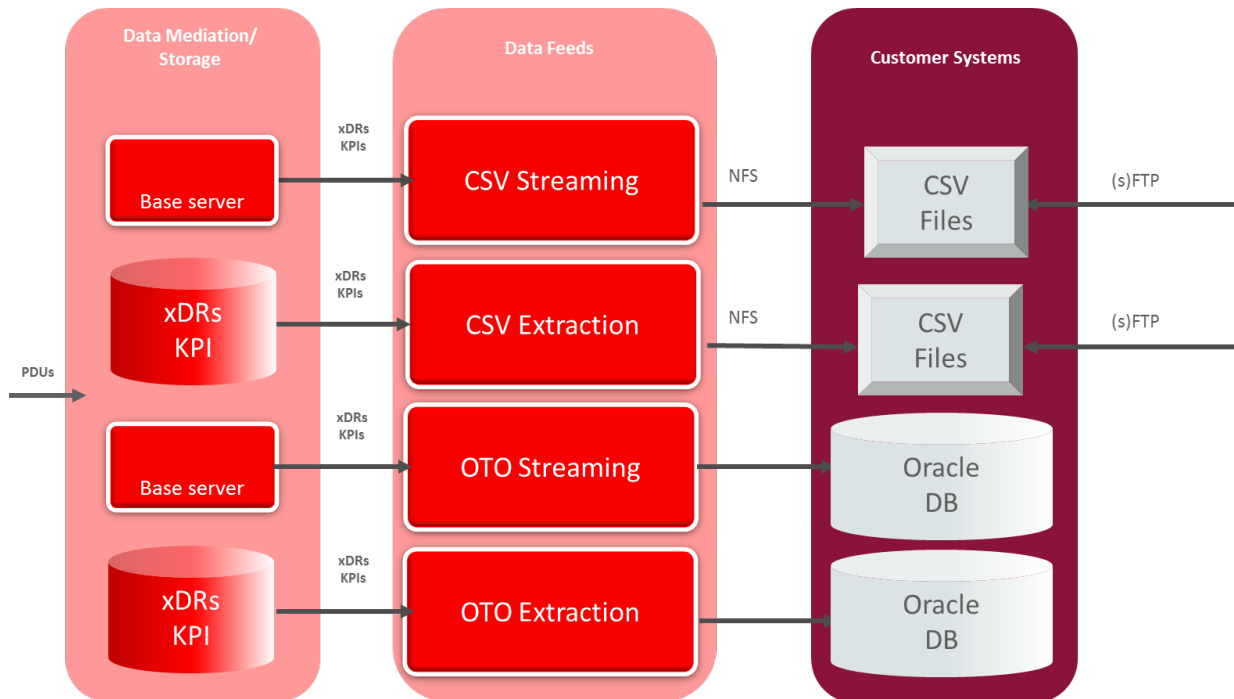 Data Mediation/
Storage
Data Feeds
Customer Systems
xDRs
KPIs
Base server
CSV Streaming
NFS
CSV
Files
(s)FTP
xDRs
KPIs
xDRs
KPI
CSV Extraction
NFS
CSV
Files
(s)FTP
PDUs
xDRs
KPIs
Base server
OTO Streaming
Oracle
DB
xDRs
KPIs
xDRs
KPI
OTO Extraction
Oracle
DB